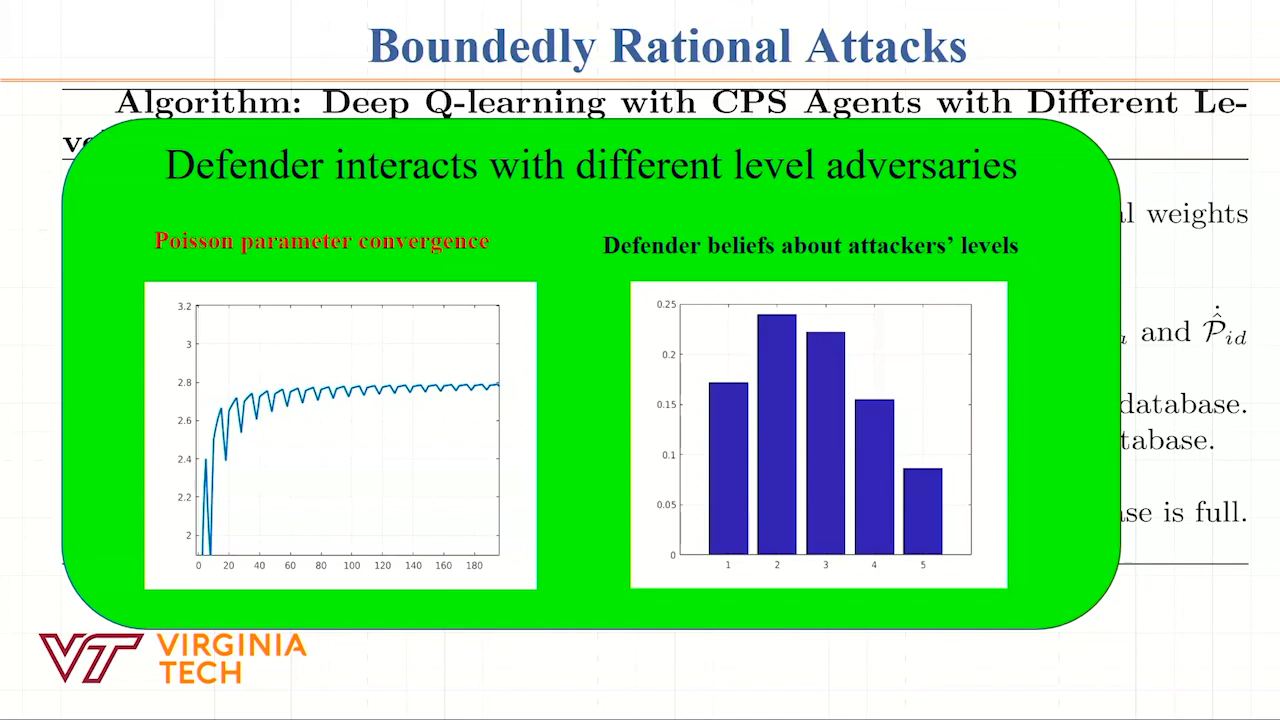 Boundedly Rational Attacks
Algorithm: Deep Q-learning with CPS Agents with Different Le-
Defender interacts with different level adversaries
l weights
Poisson parameter convergence
Defender beliefs about attackers’ levels
and 𝒫̂̇id
database.
tabase.
se is full.
3.2
3
2.8
2.6
2.4
2.2
2
0 20 40 60 80 100 120 140 160 180
0.25
0.2
0.15
0.1
0.05
0
1 2 3 4 5
VT VIRGINIA
TECH